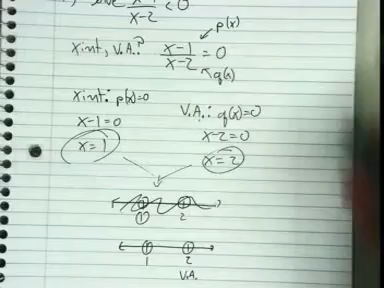 solve x-1/x-2 < 0
p(x)
x int, V.A.? x-1/x-2 = 0
q(x)
x int: p(x)=0
V.A.: q(x)=0
x-1=0
x-2=0
x=1
x=2
1 2
1 2
V.A.